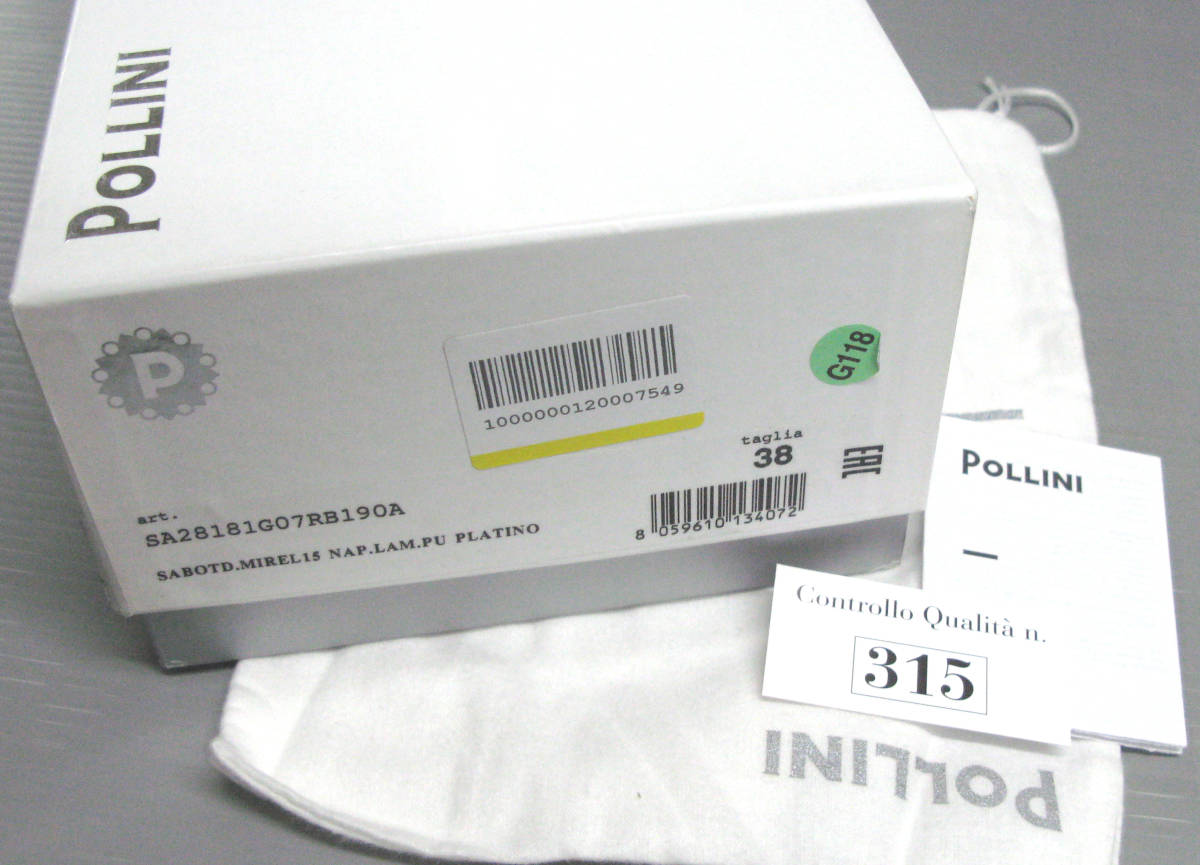 POLLINI
P
1000000120007549
G118
taglia
38
EAC
art.
SA28181G07RB190A
SABOTD.MIREL15 NAP.LAM.PU PLATINO
8 059610 134072
POLLINI
Controllo Qualità n.
315
POLLINI